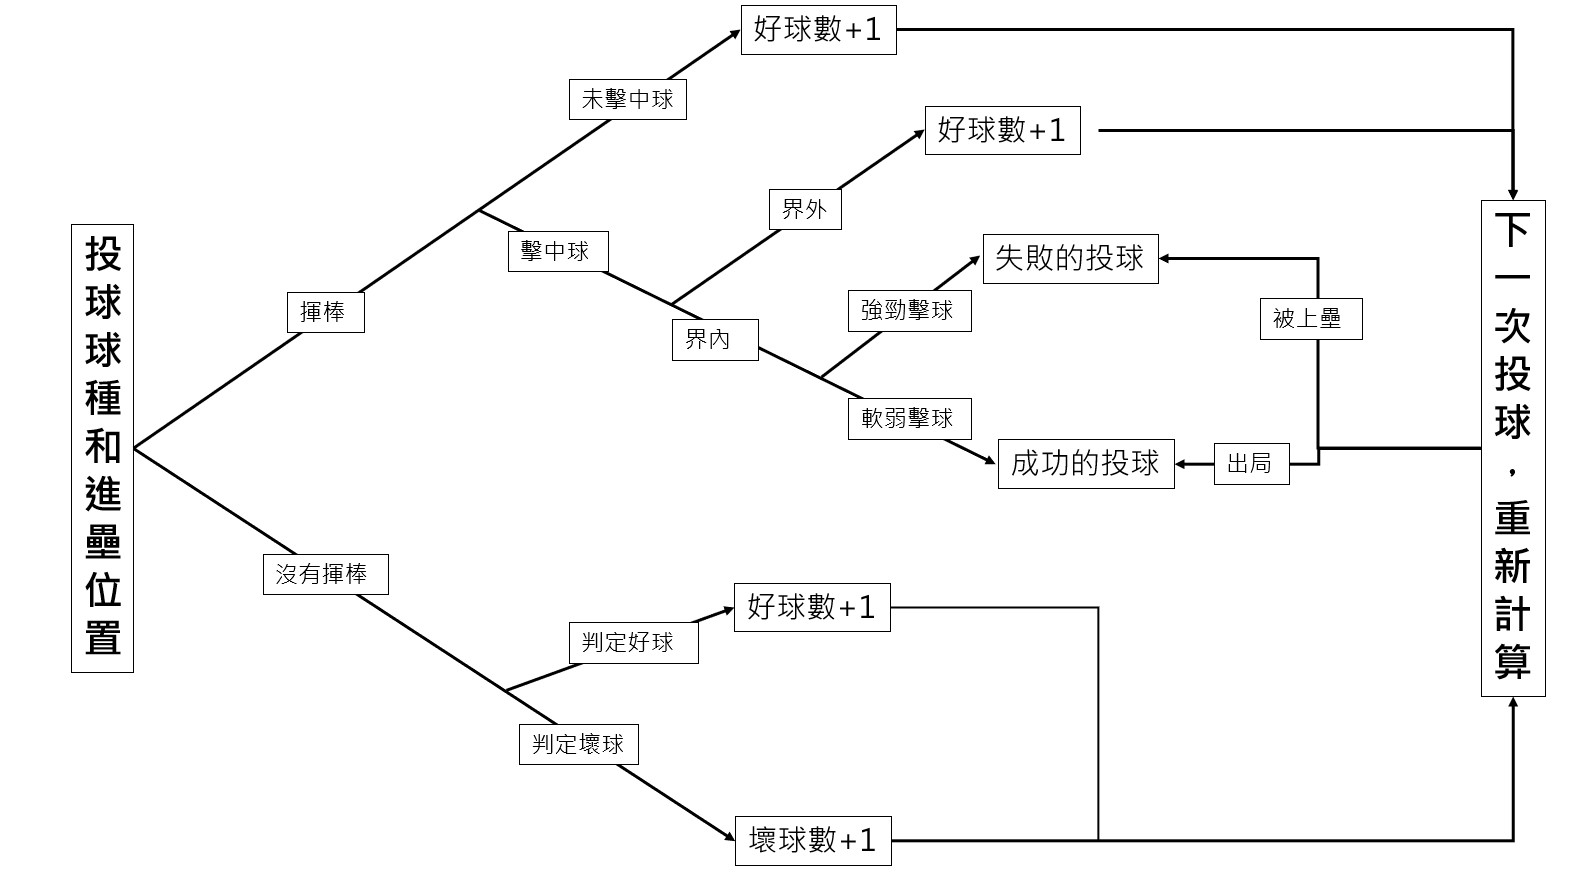 投球球種和進壘位置
揮棒
未擊中球
好球數+1
擊中球
界外
好球數+1
界內
強勁擊球
失敗的投球
軟弱擊球
成功的投球
被上壘
出局
沒有揮棒
判定好球
好球數+1
判定壞球
壞球數+1
下一次投球，重新計算